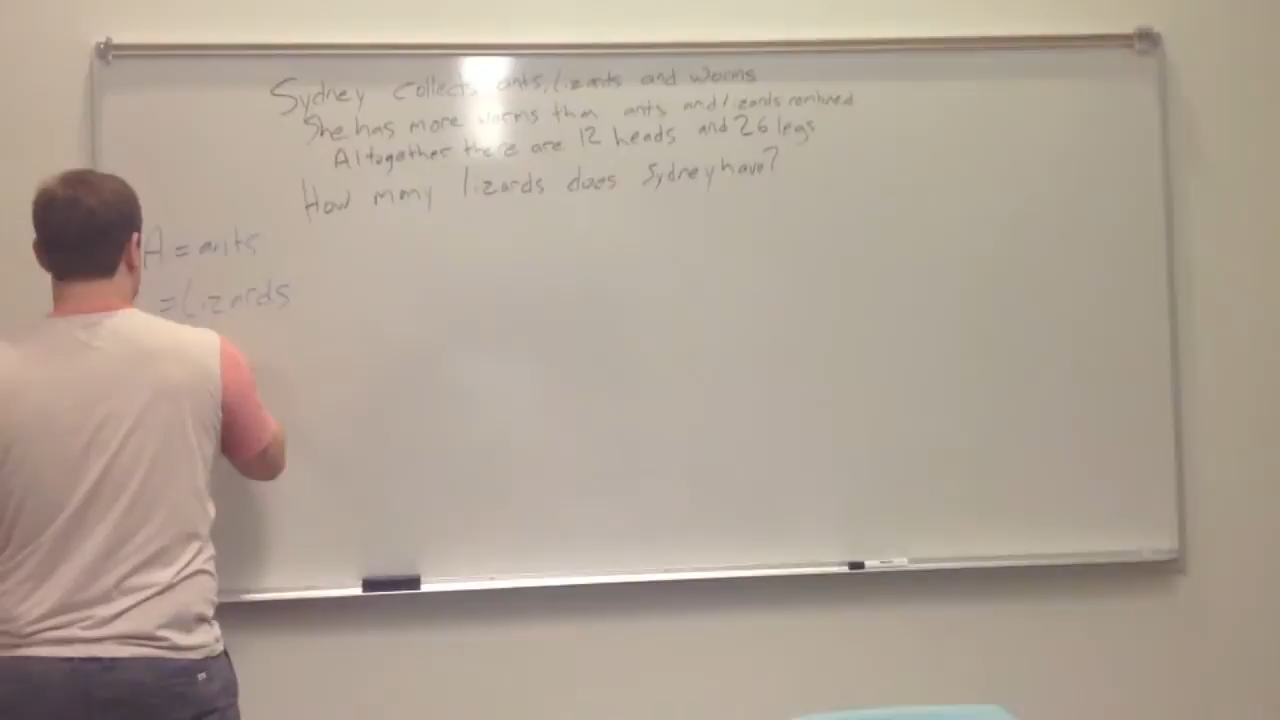 Sydney collects ants, lizards and worms
She has more worms than ants and lizards combined
Altogether there are 12 heads and 26 legs
How many lizards does Sydney have?
A = ants
= Lizards